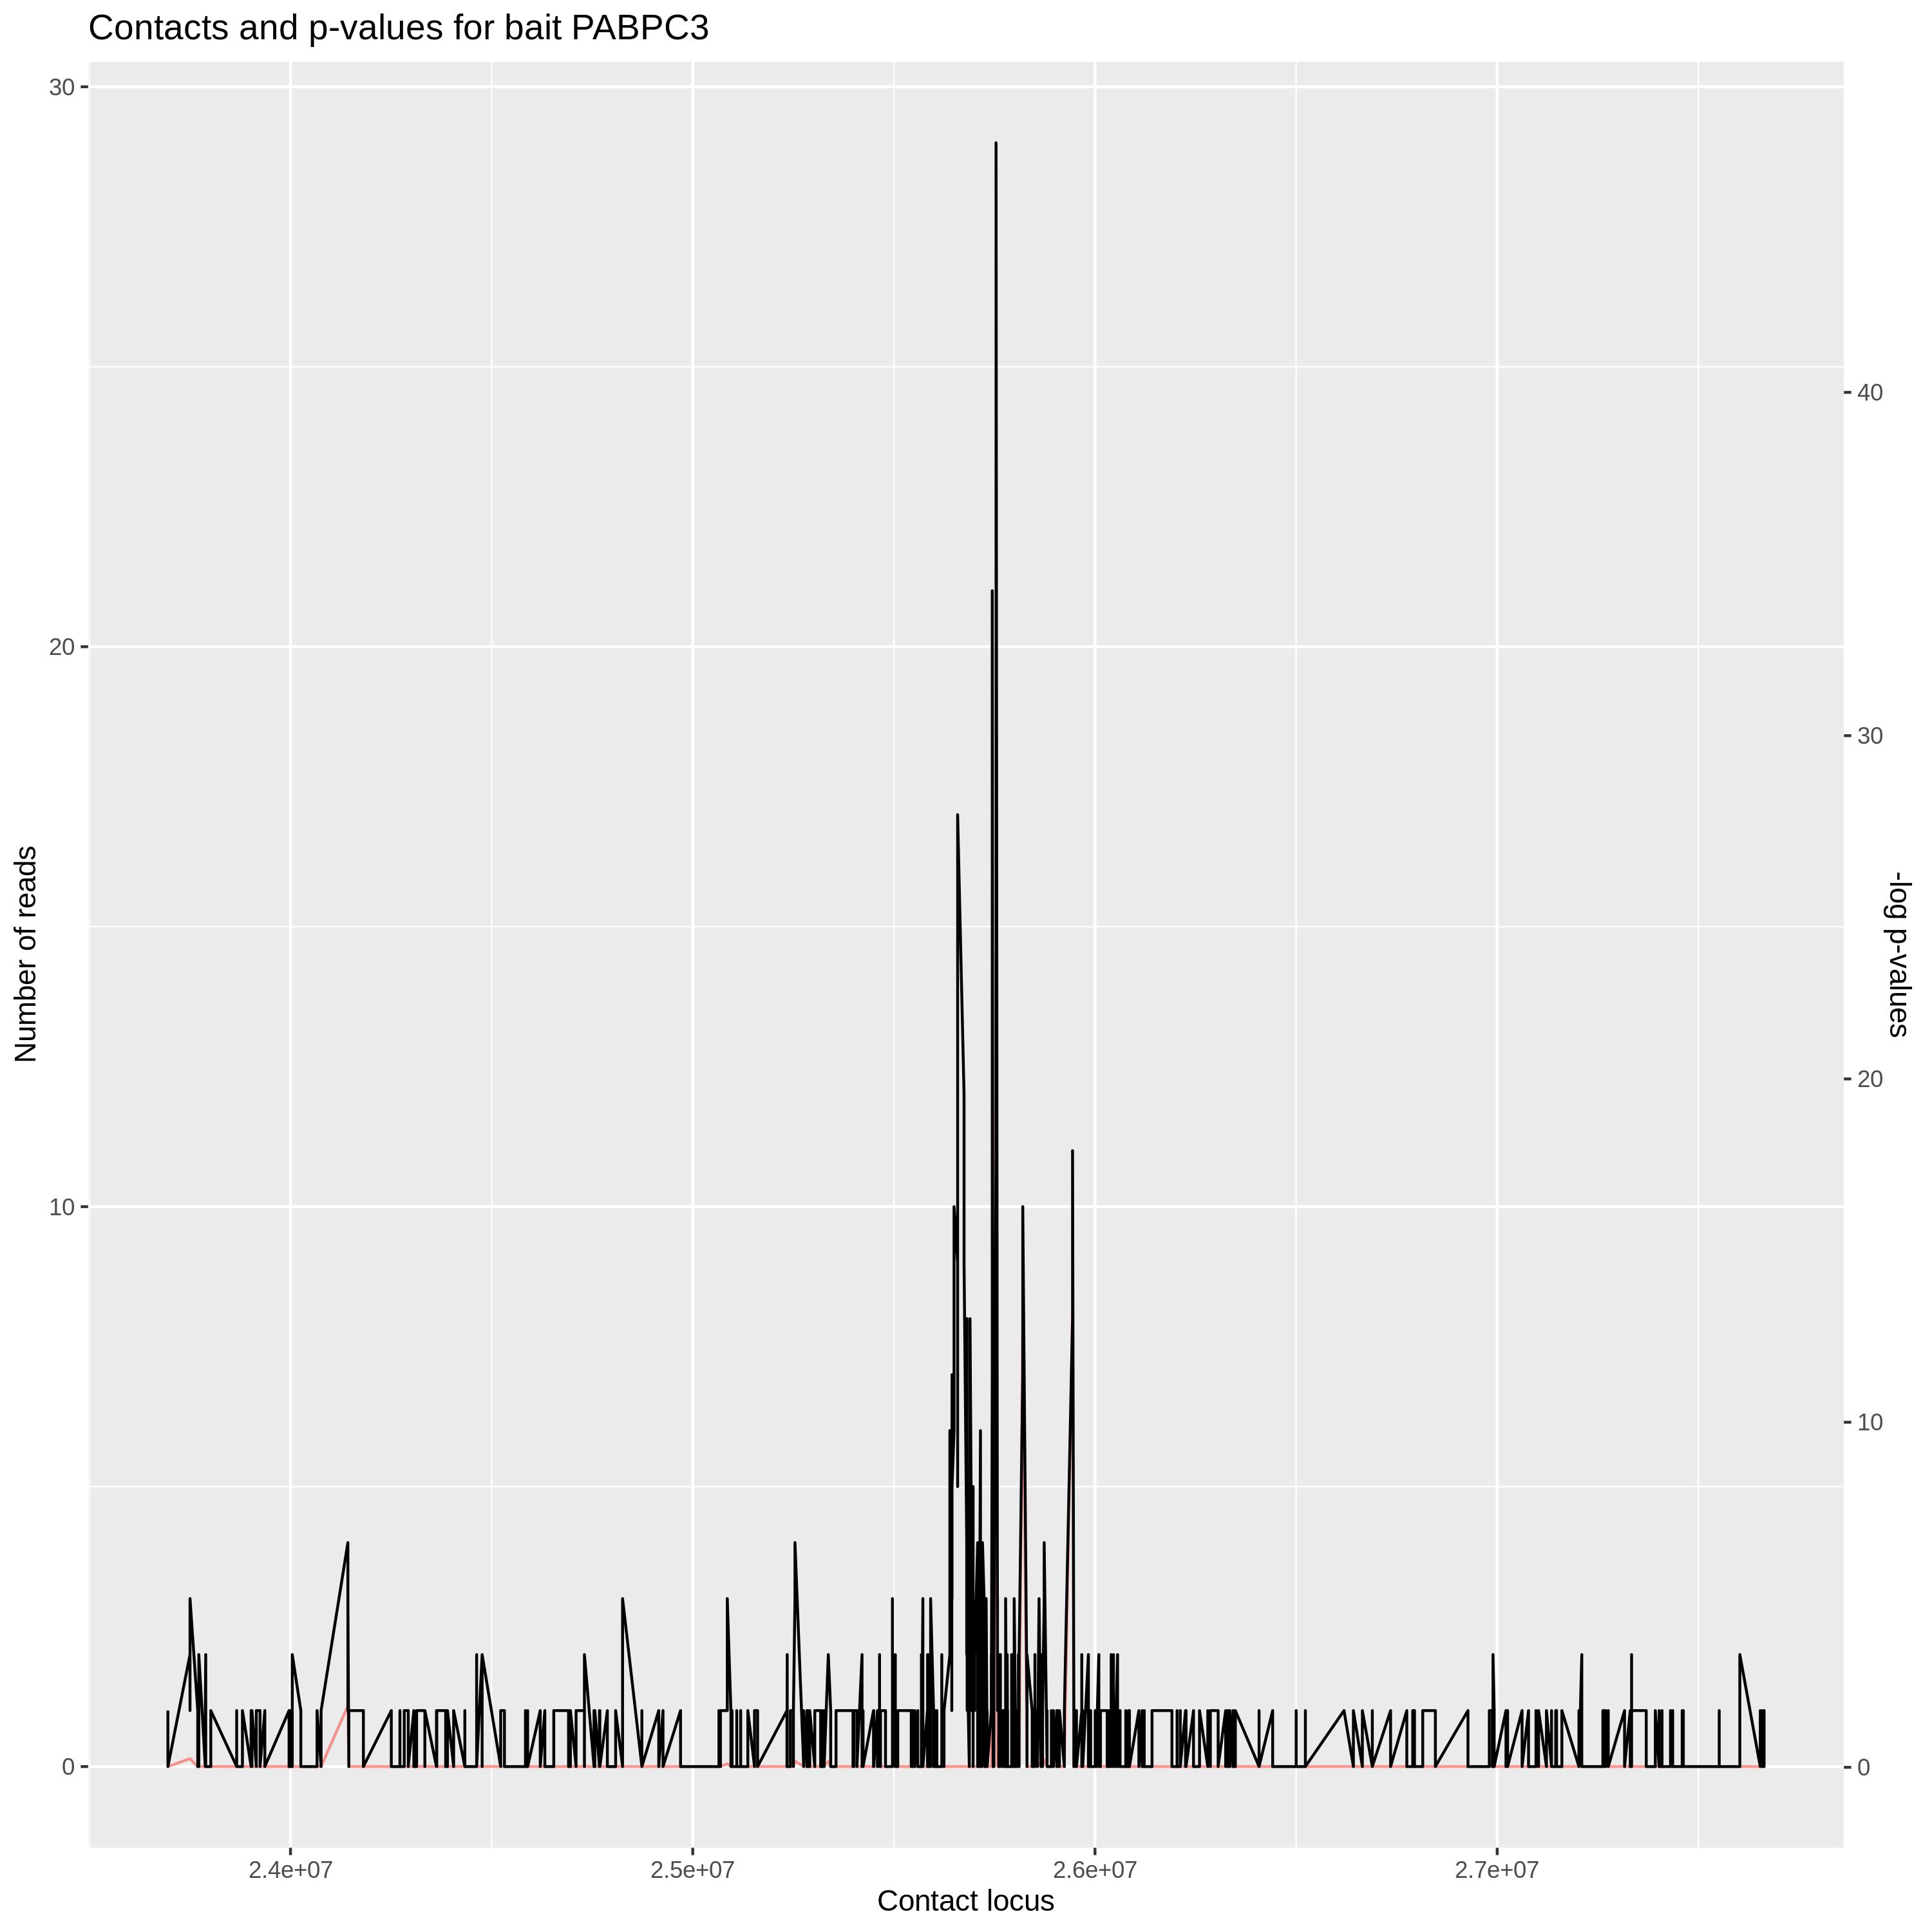 Contacts and p-values for bait PABPC3
30
20
10
0
Number of reads
40
30
20
10
0
-log p-values
2.4e+07 2.5e+07 2.6e+07 2.7e+07
Contact locus